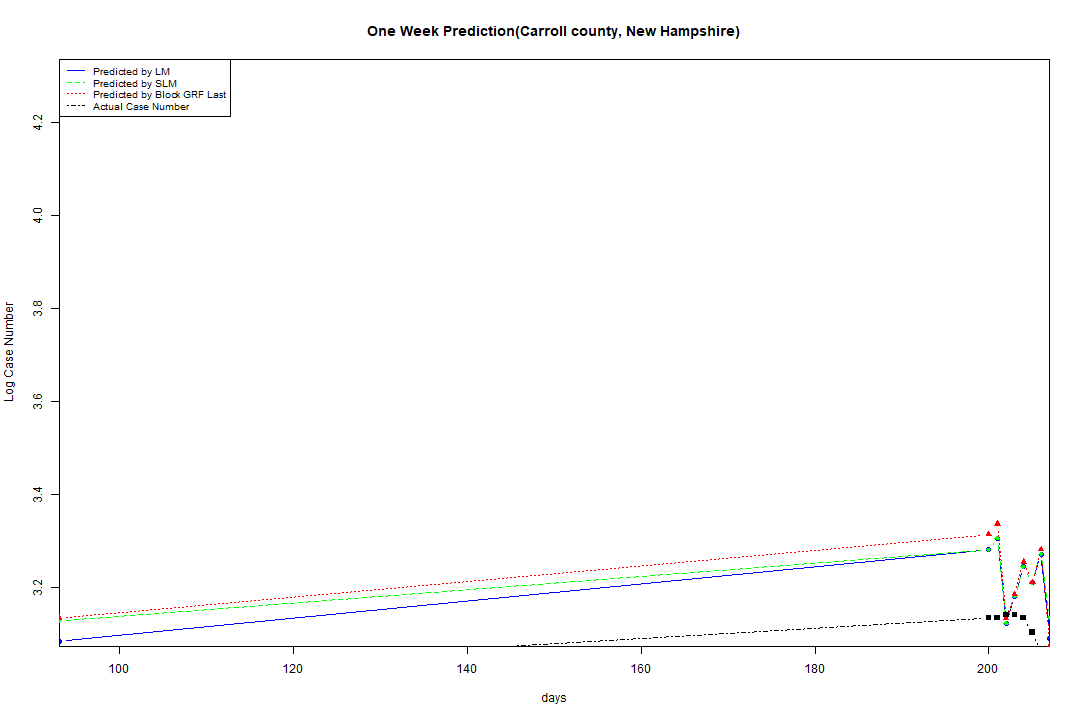 One Week Prediction(Carroll county, New Hampshire)
Predicted by LM
Predicted by SLM
Predicted by Block GRF Last
Actual Case Number
4.2
4.0
3.8
3.6
3.4
3.2
Log Case Number
100 120 140 160 180 200
days